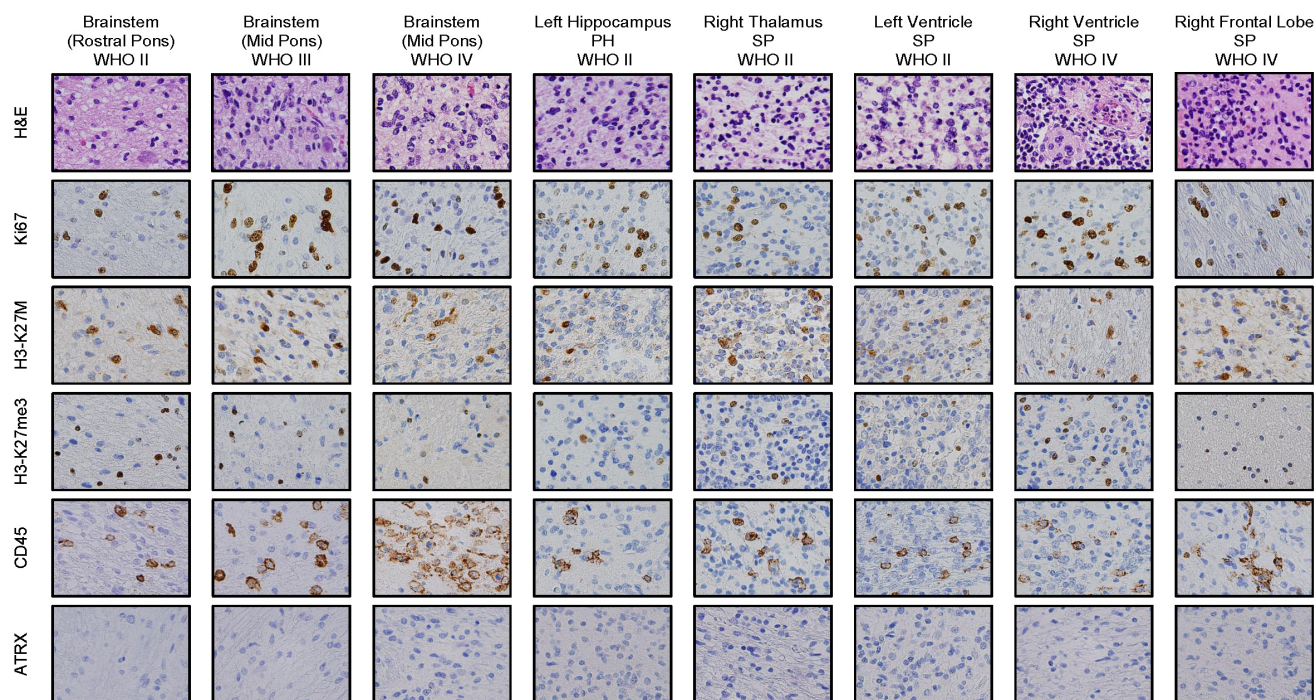 Brainstem
(Rostral Pons)
WHO II
Brainstem
(Mid Pons)
WHO III
Brainstem
(Mid Pons)
WHO IV
Left Hippocampus
PH
WHO II
Right Thalamus
SP
WHO II
Left Ventricle
SP
WHO II
Right Ventricle
SP
WHO IV
Right Frontal Lobe
SP
WHO IV
H&E
Ki67
H3-K27M
H3-K27me3
CD45
ATRX